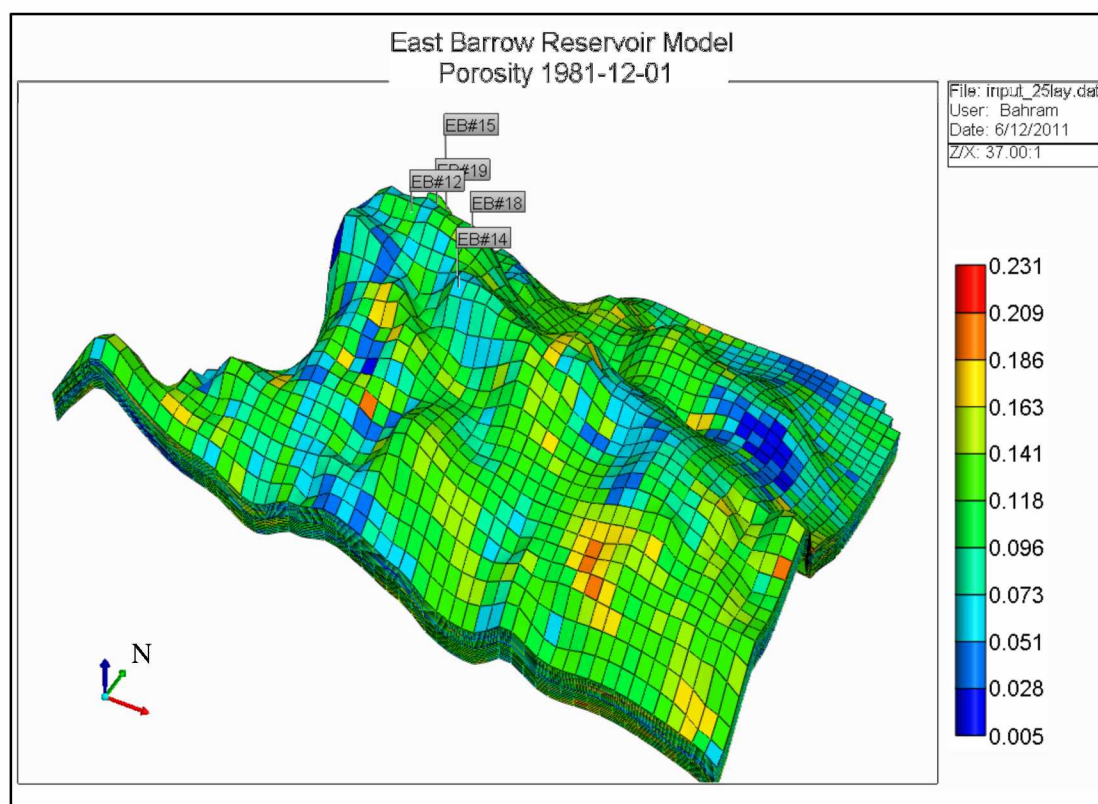 East Barrow Reservoir Model
Porosity 1981-12-01
File: input_25lay.dat
User: Bahram
Date: 6/12/2011
Z/X: 37.00:1
EB#15
EB#19
EB#12
EB#18
EB#14
0.231
0.209
0.186
0.163
0.141
0.118
0.096
0.073
0.051
0.028
0.005
N